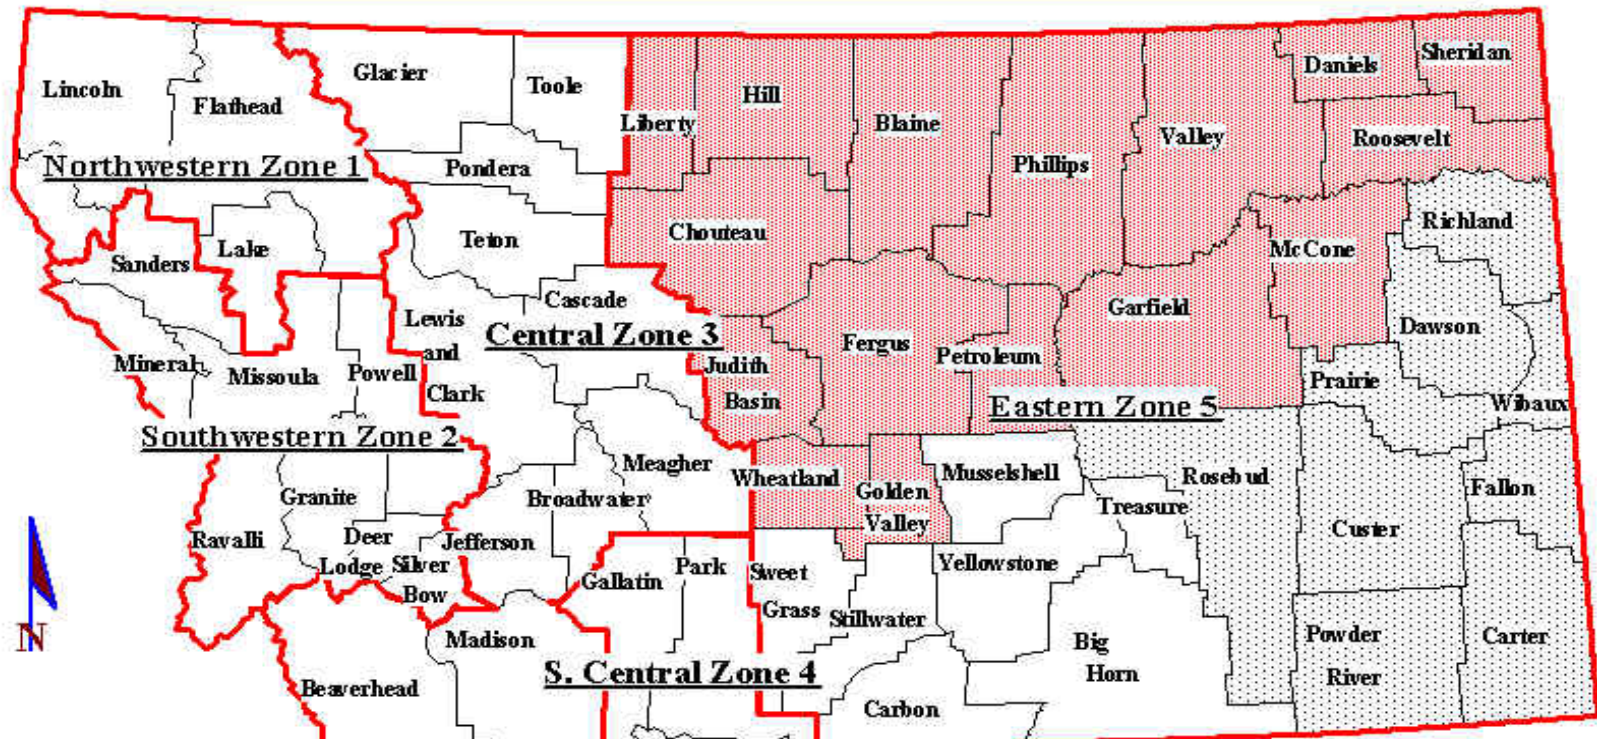 Lincoln
Flathead
Glacier
Toole
Liberty
Hill
Blaine
Phillips
Valley
Daniels
Sheridan
Roosevelt
Northwestern Zone 1
Pondera
Sanders
Lake
Teton
Chouteau
McCone
Richland
Cascade
Lewis
and
Clark
Central Zone 3
Garfield
Dawson
Mineral
Missoula
Powell
Judith
Basin
Fergus
Petroleum
Prairie
Wibaux
Eastern Zone 5
Southwestern Zone 2
Meagher
Wheatland
Golden
Valley
Musselshell
Rosebud
Treasure
Fallon
Granite
Broadwater
Custer
Ravalli
Deer
Lodge
Silver
Bow
Jefferson
Gallatin
Park
Sweet
Grass
Stillwater
Yellowstone
Madison
Big
Horn
Powder
River
Carter
N
Beaverhead
S. Central Zone 4
Carbon